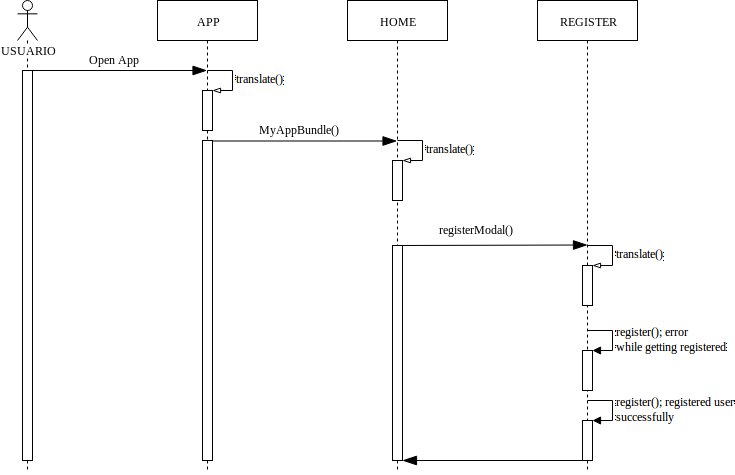 APP
HOME
REGISTER
USUARIO
Open App
translate()
MyAppBundle()
translate()
registerModal()
translate()
register(); error
while getting registered
register(); registered user
successfully